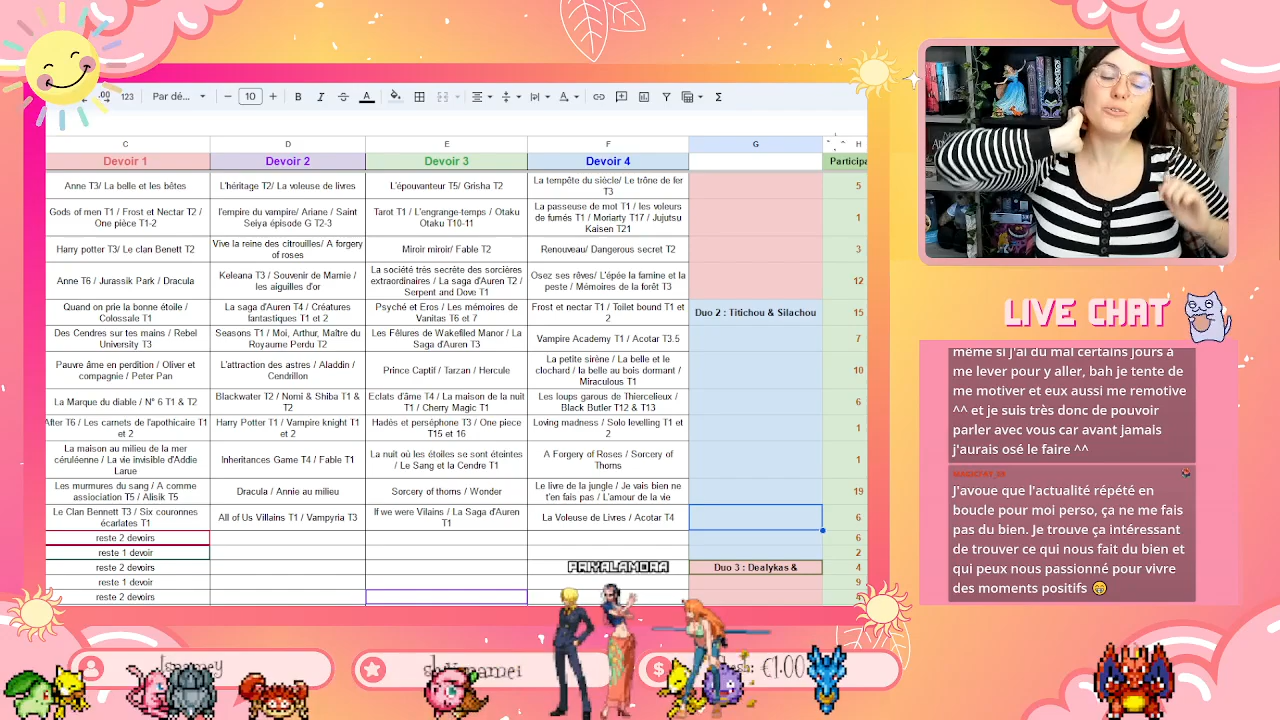 .00 123 Par dé... 10 B I A Σ
C D E F G H
Devoir 1 Devoir 2 Devoir 3 Devoir 4 Participa
Anne T3/ La belle et les bêtes
L'héritage T2/ La voleuse de livres
L'épouvanteur T5/ Grisha T2
La tempête du siècle/ Le trône de fer
T3
5
Gods of men T1 / Frost et Nectar T2 /
One pièce T1-2
l'empire du vampire/ Ariane / Saint
Seiya épisode G T2-3
Tarot T1 / L'engrange-temps / Otaku
Otaku T10-11
La passeuse de mot T1 / les voleurs
de fumés T1 / Moriarty T17 / Jujutsu
Kaisen T21
1
Harry potter T3/ Le clan Benett T2
Vive la reine des citrouilles/ A forgery
of roses
Miroir miroir/ Fable T2
Renouveau/ Dangerous secret T2
3
Anne T6 / Jurassik Park / Dracula
Keleana T3 / Souvenir de Mamie /
les aiguilles d'or
La société très secrète des sorcières
extraordinaires / La saga d'Auren T2 /
Serpent and Dove T1
Osez ses rêves/ L'épée la famine et la
peste / Mémoires de la forêt T3
12
Quand on prie la bonne étoile /
Colossale T1
La saga d'Auren T4 / Créatures
fantastiques T1 et 2
Psyché et Eros / Les mémoires de
Vanitas T6 et 7
Frost et nectar T1 / Toilet bound T1 et
2
Duo 2 : Titichou & Silachou
15
Des Cendres sur tes mains / Rebel
University T3
Seasons T1 / Moi, Arthur, Maître du
Royaume Perdu T2
Les Fêlures de Wakefiled Manor / La
Saga d'Auren T3
Vampire Academy T1 / Acotar T3.5
7
Pauvre âme en perdition / Oliver et
compagnie / Peter Pan
L'attraction des astres / Aladdin /
Cendrillon
Prince Captif / Tarzan / Hercule
La petite sirène / La belle et le
clochard / la belle au bois dormant /
Miraculous T1
10
La Marque du diable / N° 6 T1 & T2
Blackwater T2 / Nomi & Shiba T1 &
T2
Eclats d'âme T4 / La maison de la nuit
T1 / Cherry Magic T1
Les loups garous de Thiercelieux /
Black Butler T12 & T13
6
After T6 / Les carnets de l'apothicaire T1
et 2
Harry Potter T1 / Vampire knight T1
et 2
Hadès et perséphone T3 / One piece
T15 et 16
Loving madness / Solo levelling T1 et
2
1
La maison au milieu de la mer
céruléenne / La vie invisible d'Addie
Larue
Inheritances Game T4 / Fable T1
La nuit où les étoiles se sont éteintes
/ Le Sang et la Cendre T1
A Forgery of Roses / Sorcery of
Thorns
1
Les murmures du sang / A comme
assiociation T5 / Alisik T5
Dracula / Annie au milieu
Sorcery of thoms / Wonder
Le livre de la jungle / Je vais bien ne
t'en fais pas / L'amour de la vie
19
Le Clan Bennett T3 / Six couronnes
écarlates T1
All of Us Villains T1 / Vampyria T3
If we were Vilains / La Saga d'Auren
T1
La Voleuse de Livres / Acotar T4
6
reste 2 devoirs 6
reste 1 devoir 2
reste 2 devoirs Duo 3 : Dealykas & 4
reste 1 devoir 9
reste 2 devoirs
PRIYALAMORA
LIVE CHAT
même si j'ai du mal certains jours à
me lever pour y aller, bah je tente de
me motiver et eux aussi me remotive
^^ et je suis très donc de pouvoir
parler avec vous car avant jamais
j'aurais osé le faire ^^
J'avoue que l'actualité répété en
boucle pour moi perso, ça ne me fais
pas du bien. Je trouve ça intéressant
de trouver ce qui nous fait du bien et
qui peux nous passionné pour vivre
des moments positifs
€1.00